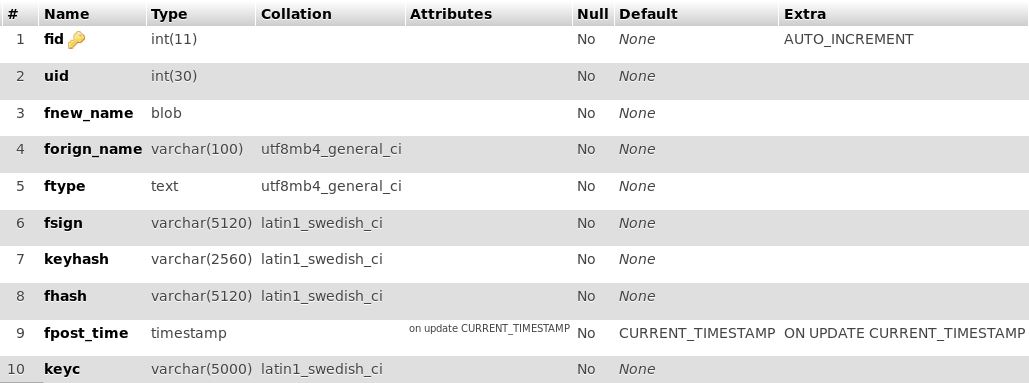 # Name Type Collation Attributes Null Default Extra
1 fid int(11) No None AUTO_INCREMENT
2 uid int(30) No None
3 fnew_name blob No None
4 forign_name varchar(100) utf8mb4_general_ci No None
5 ftype text utf8mb4_general_ci No None
6 fsign varchar(5120) latin1_swedish_ci No None
7 keyhash varchar(2560) latin1_swedish_ci No None
8 fhash varchar(5120) latin1_swedish_ci No None
9 fpost_time timestamp on update CURRENT_TIMESTAMP No CURRENT_TIMESTAMP ON UPDATE CURRENT_TIMESTAMP
10 keyc varchar(5000) latin1_swedish_ci No None